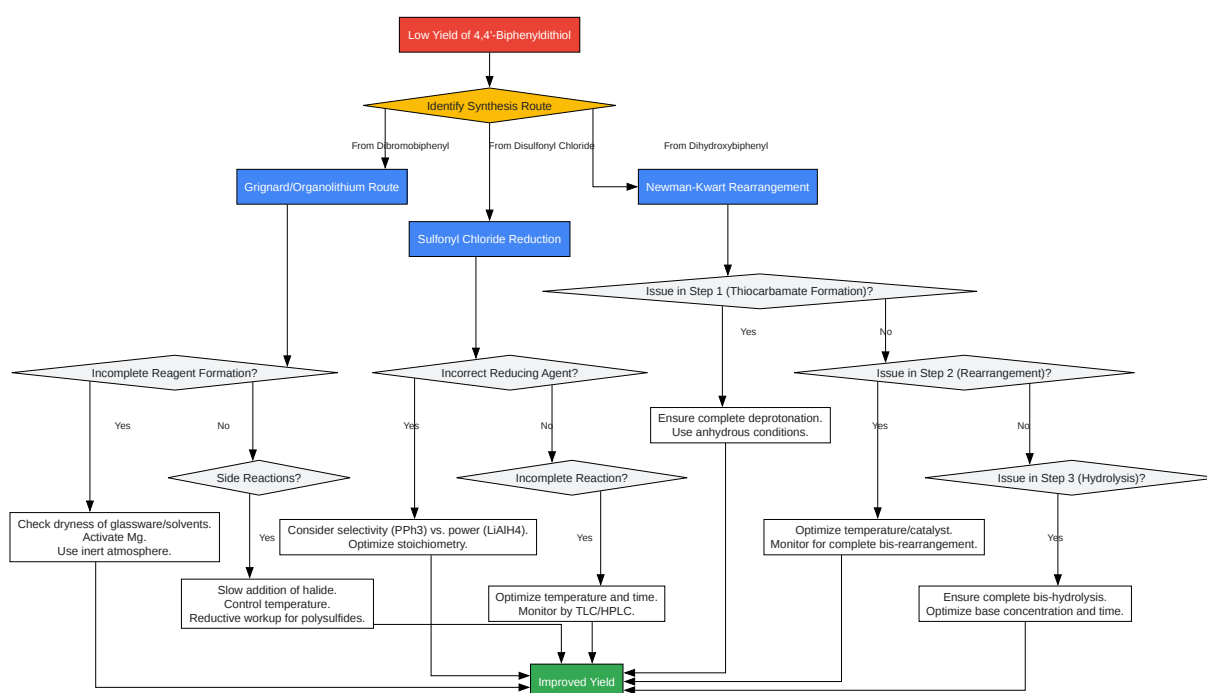 Low Yield of 4,4'-Biphenyldithiol
Identify Synthesis Route
From Dibromobiphenyl
From Disulfonyl Chloride
From Dihydroxybiphenyl
Grignard/Organolithium Route
Newman-Kwart Rearrangement
Sulfonyl Chloride Reduction
Issue in Step 1 (Thiocarbamate Formation)?
Yes
No
Incomplete Reagent Formation?
Incorrect Reducing Agent?
Issue in Step 2 (Rearrangement)?
Ensure complete deprotonation.
Use anhydrous conditions.
Yes
No
Yes
No
Yes
No
Side Reactions?
Incomplete Reaction?
Issue in Step 3 (Hydrolysis)?
Check dryness of glassware/solvents.
Activate Mg.
Use inert atmosphere.
Yes
Consider selectivity (PPh3) vs. power (LiAlH4).
Optimize stoichiometry.
Yes
Optimize temperature/catalyst.
Monitor for complete bis-rearrangement.
Yes
Slow addition of halide.
Control temperature.
Reductive workup for polysulfides.
Optimize temperature and time.
Monitor by TLC/HPLC.
Ensure complete bis-hydrolysis.
Optimize base concentration and time.
Improved Yield